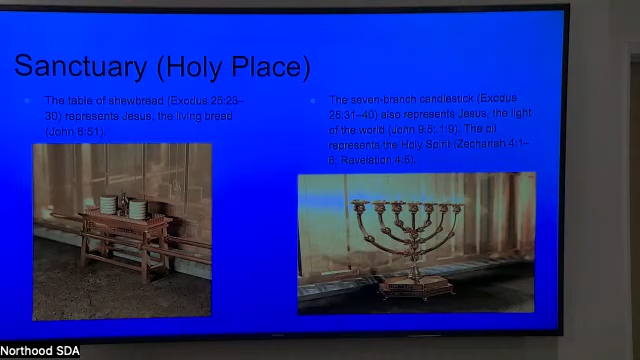 Sanctuary (Holy Place)
The table of shewbread (Exodus 25:23–
30) represents Jesus, the living bread
(John 6:51).
The seven-branch candlestick (Exodus
25:31–40) also represents Jesus, the light
of the world (John 9:5; 1:9). The oil
represents the Holy Spirit (Zechariah 4:1–
6; Revelation 4:5).
Northood SDA